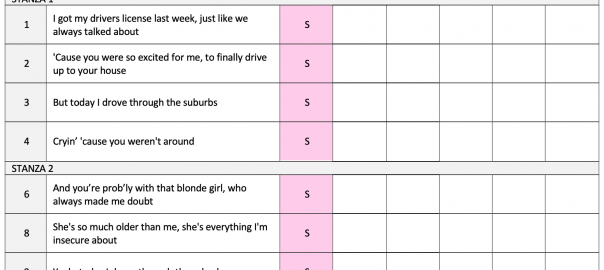 STANZA 1
1 I got my drivers license last week, just like we S
always talked about
2 'Cause you were so excited for me, to finally drive S
up to your house
3 But today I drove through the suburbs S
4 Cryin' 'cause you weren't around S
STANZA 2
6 And you're prob'ly with that blonde girl, who S
always made me doubt
8 She's so much older than me, she's everything I'm S
insecure about